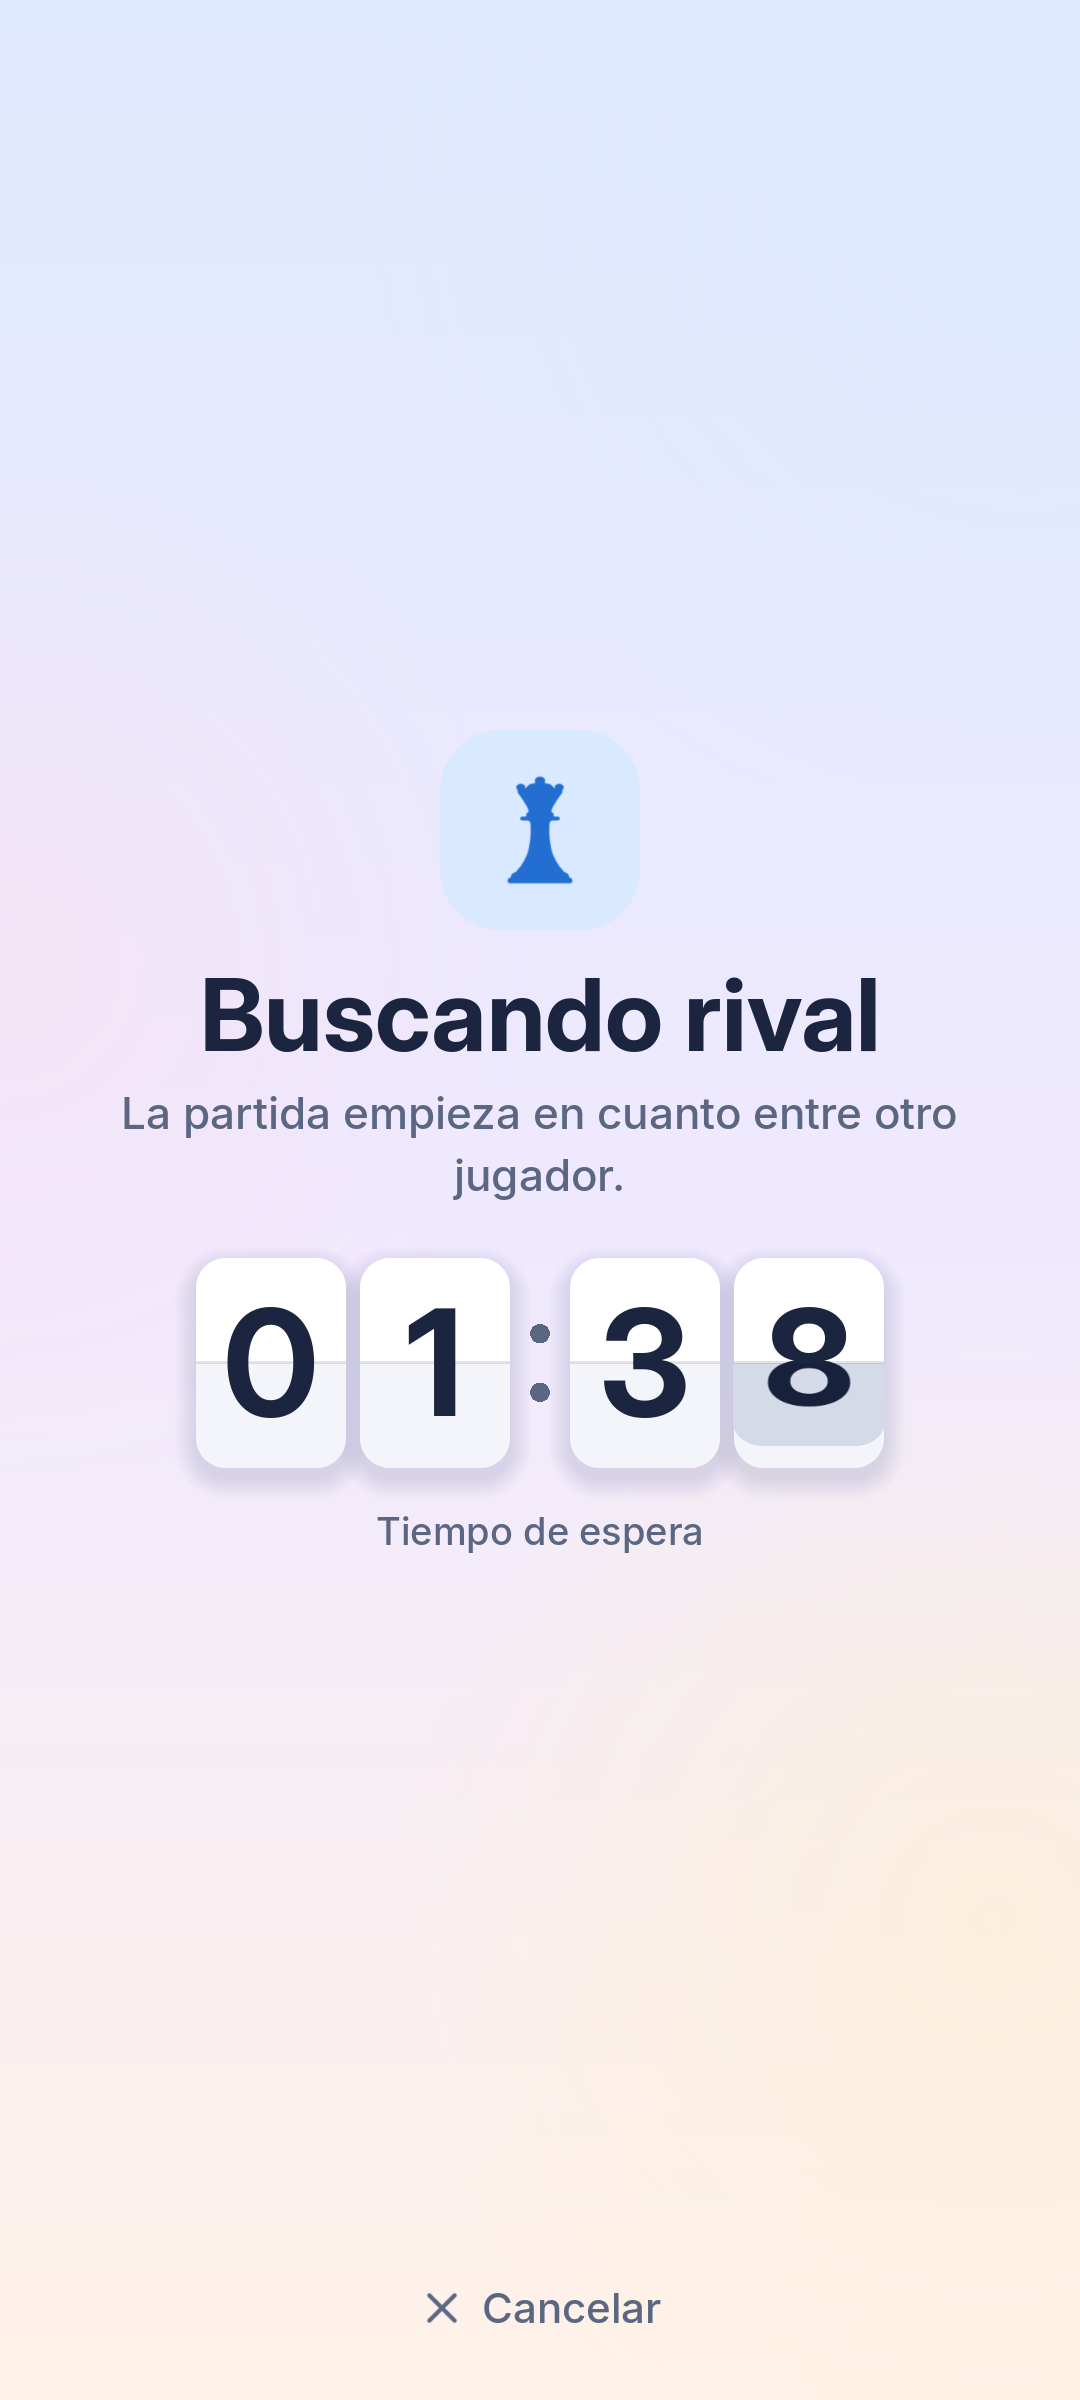 Buscando rival
La partida empieza en cuanto entre otro
jugador.
01:38
Tiempo de espera
Cancelar